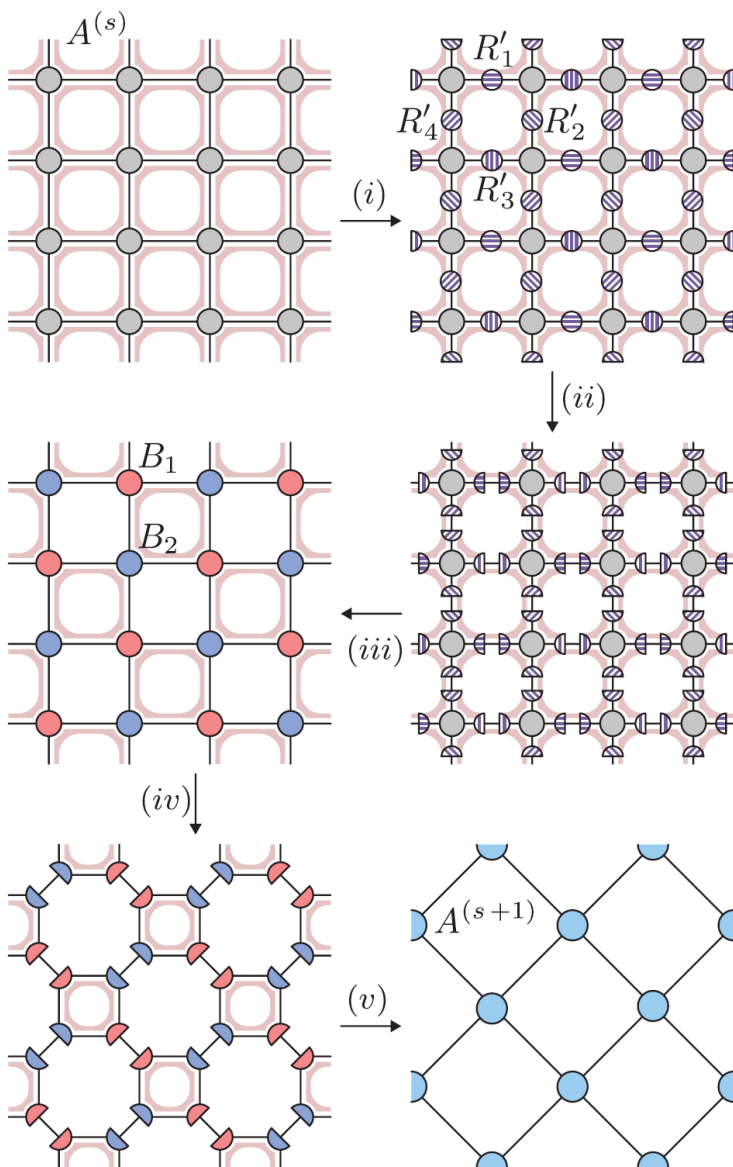 A^{(s)}
R'_1
R'_4
R'_2
R'_3
(i)
(ii)
B_1
B_2
(iii)
(iv)
A^{(s+1)}
(v)